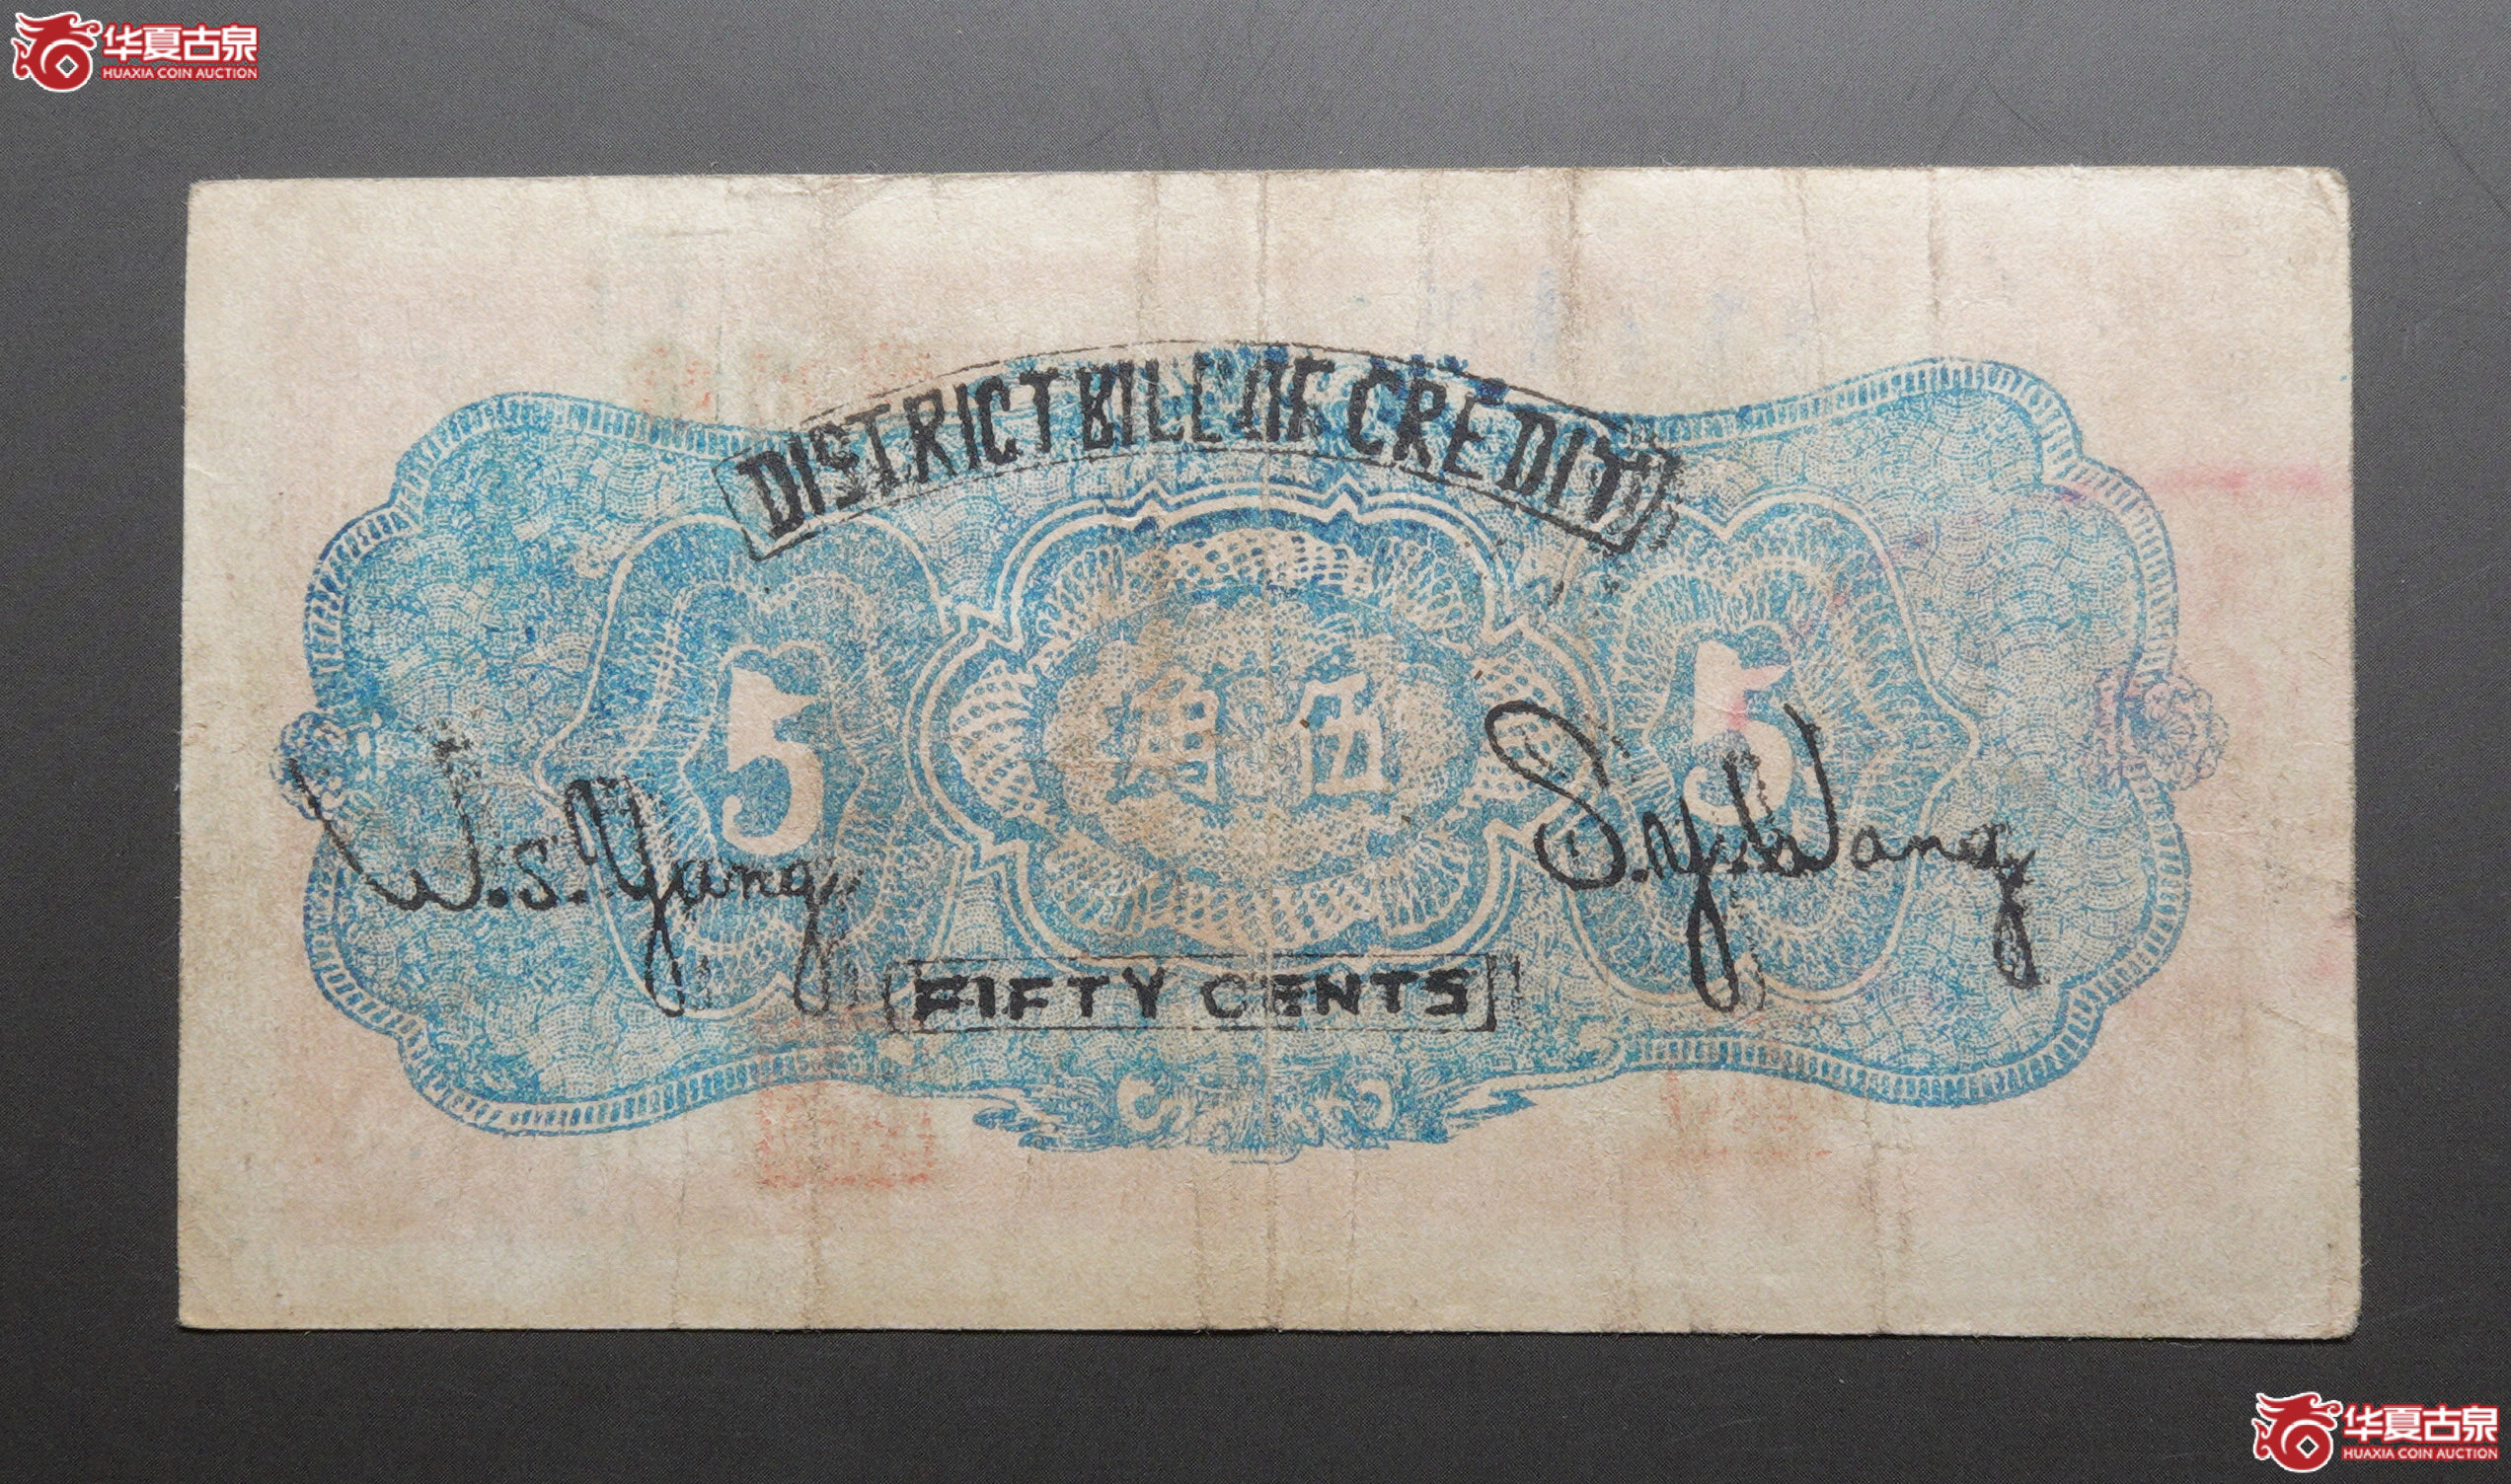 华夏古泉
HUAXIA COIN AUCTION
DISTRICT BILL OF CREDIT
5 角伍 5
W.S. Yang
S.Y. Wang
FIFTY CENTS
华夏古泉
HUAXIA COIN AUCTION